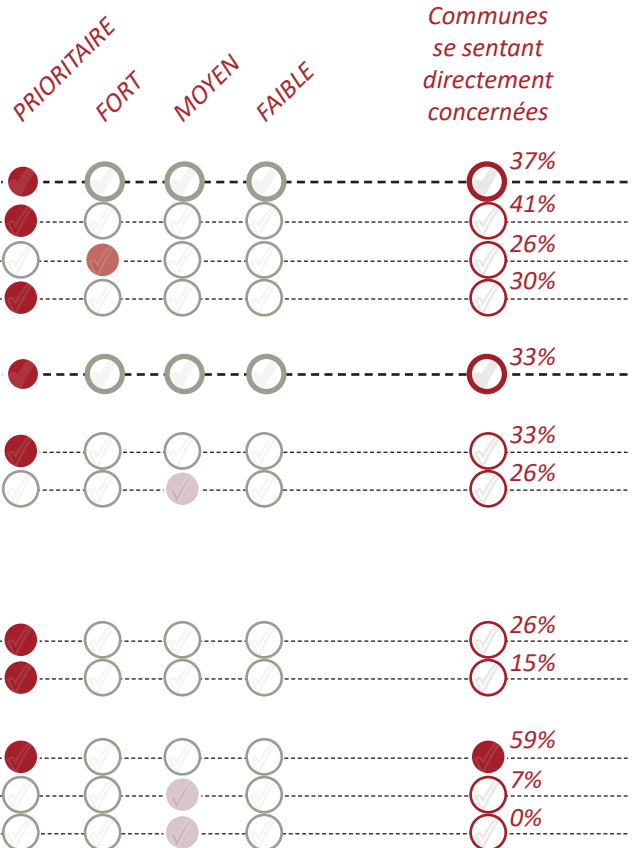 PRIORITAIRE
FORT
MOYEN
FAIBLE
Communes
se sentant
directement
concernées
37%
41%
26%
30%
33%
33%
26%
26%
15%
59%
7%
0%